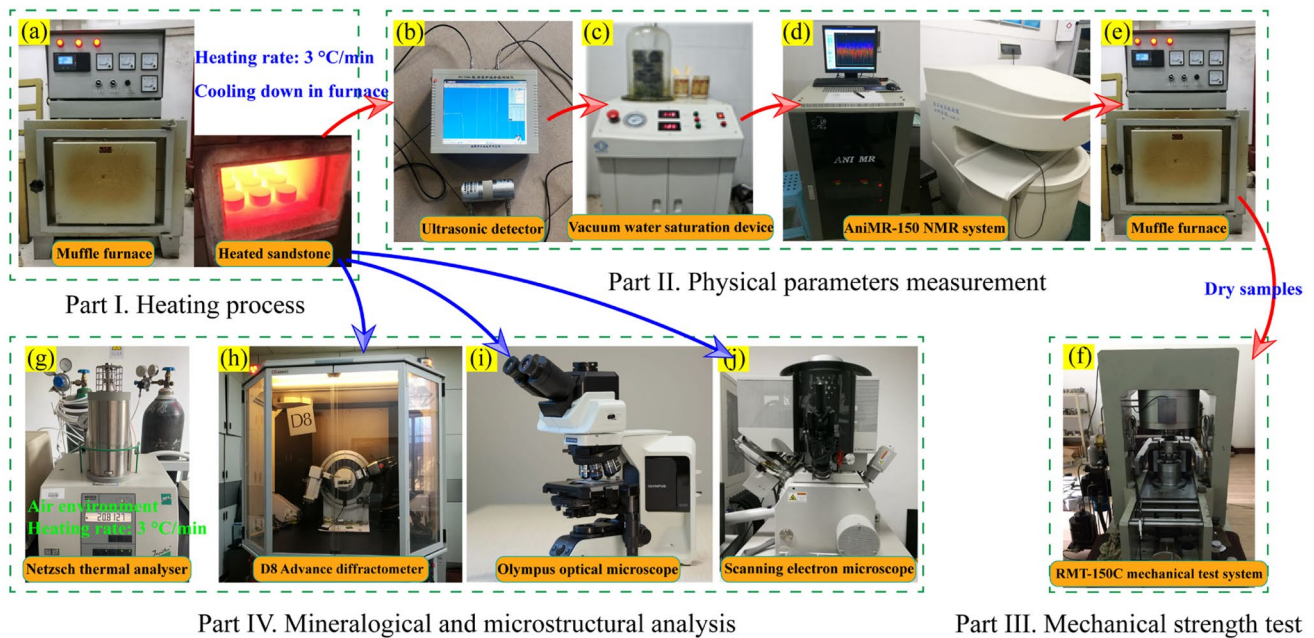 (a)
Heating rate: 3 °C/min
Cooling down in furnace
Muffle furnace
Heated sandstone
Part I. Heating process
(b)
Ultrasonic detector
(c)
Vacuum water saturation device
(d)
ANI MR
AniMR-150 NMR system
(e)
Muffle furnace
Part II. Physical parameters measurement
Dry samples
(g)
20.8127
Air environment
Heating rate: 3 °C/min
Netzsch thermal analyser
(h)
D8
D8 Advance diffractometer
(i)
OLYMPUS
Olympus optical microscope
(j)
Scanning electron microscope
Part IV. Mineralogical and microstructural analysis
(f)
RMT-150C mechanical test system
Part III. Mechanical strength test